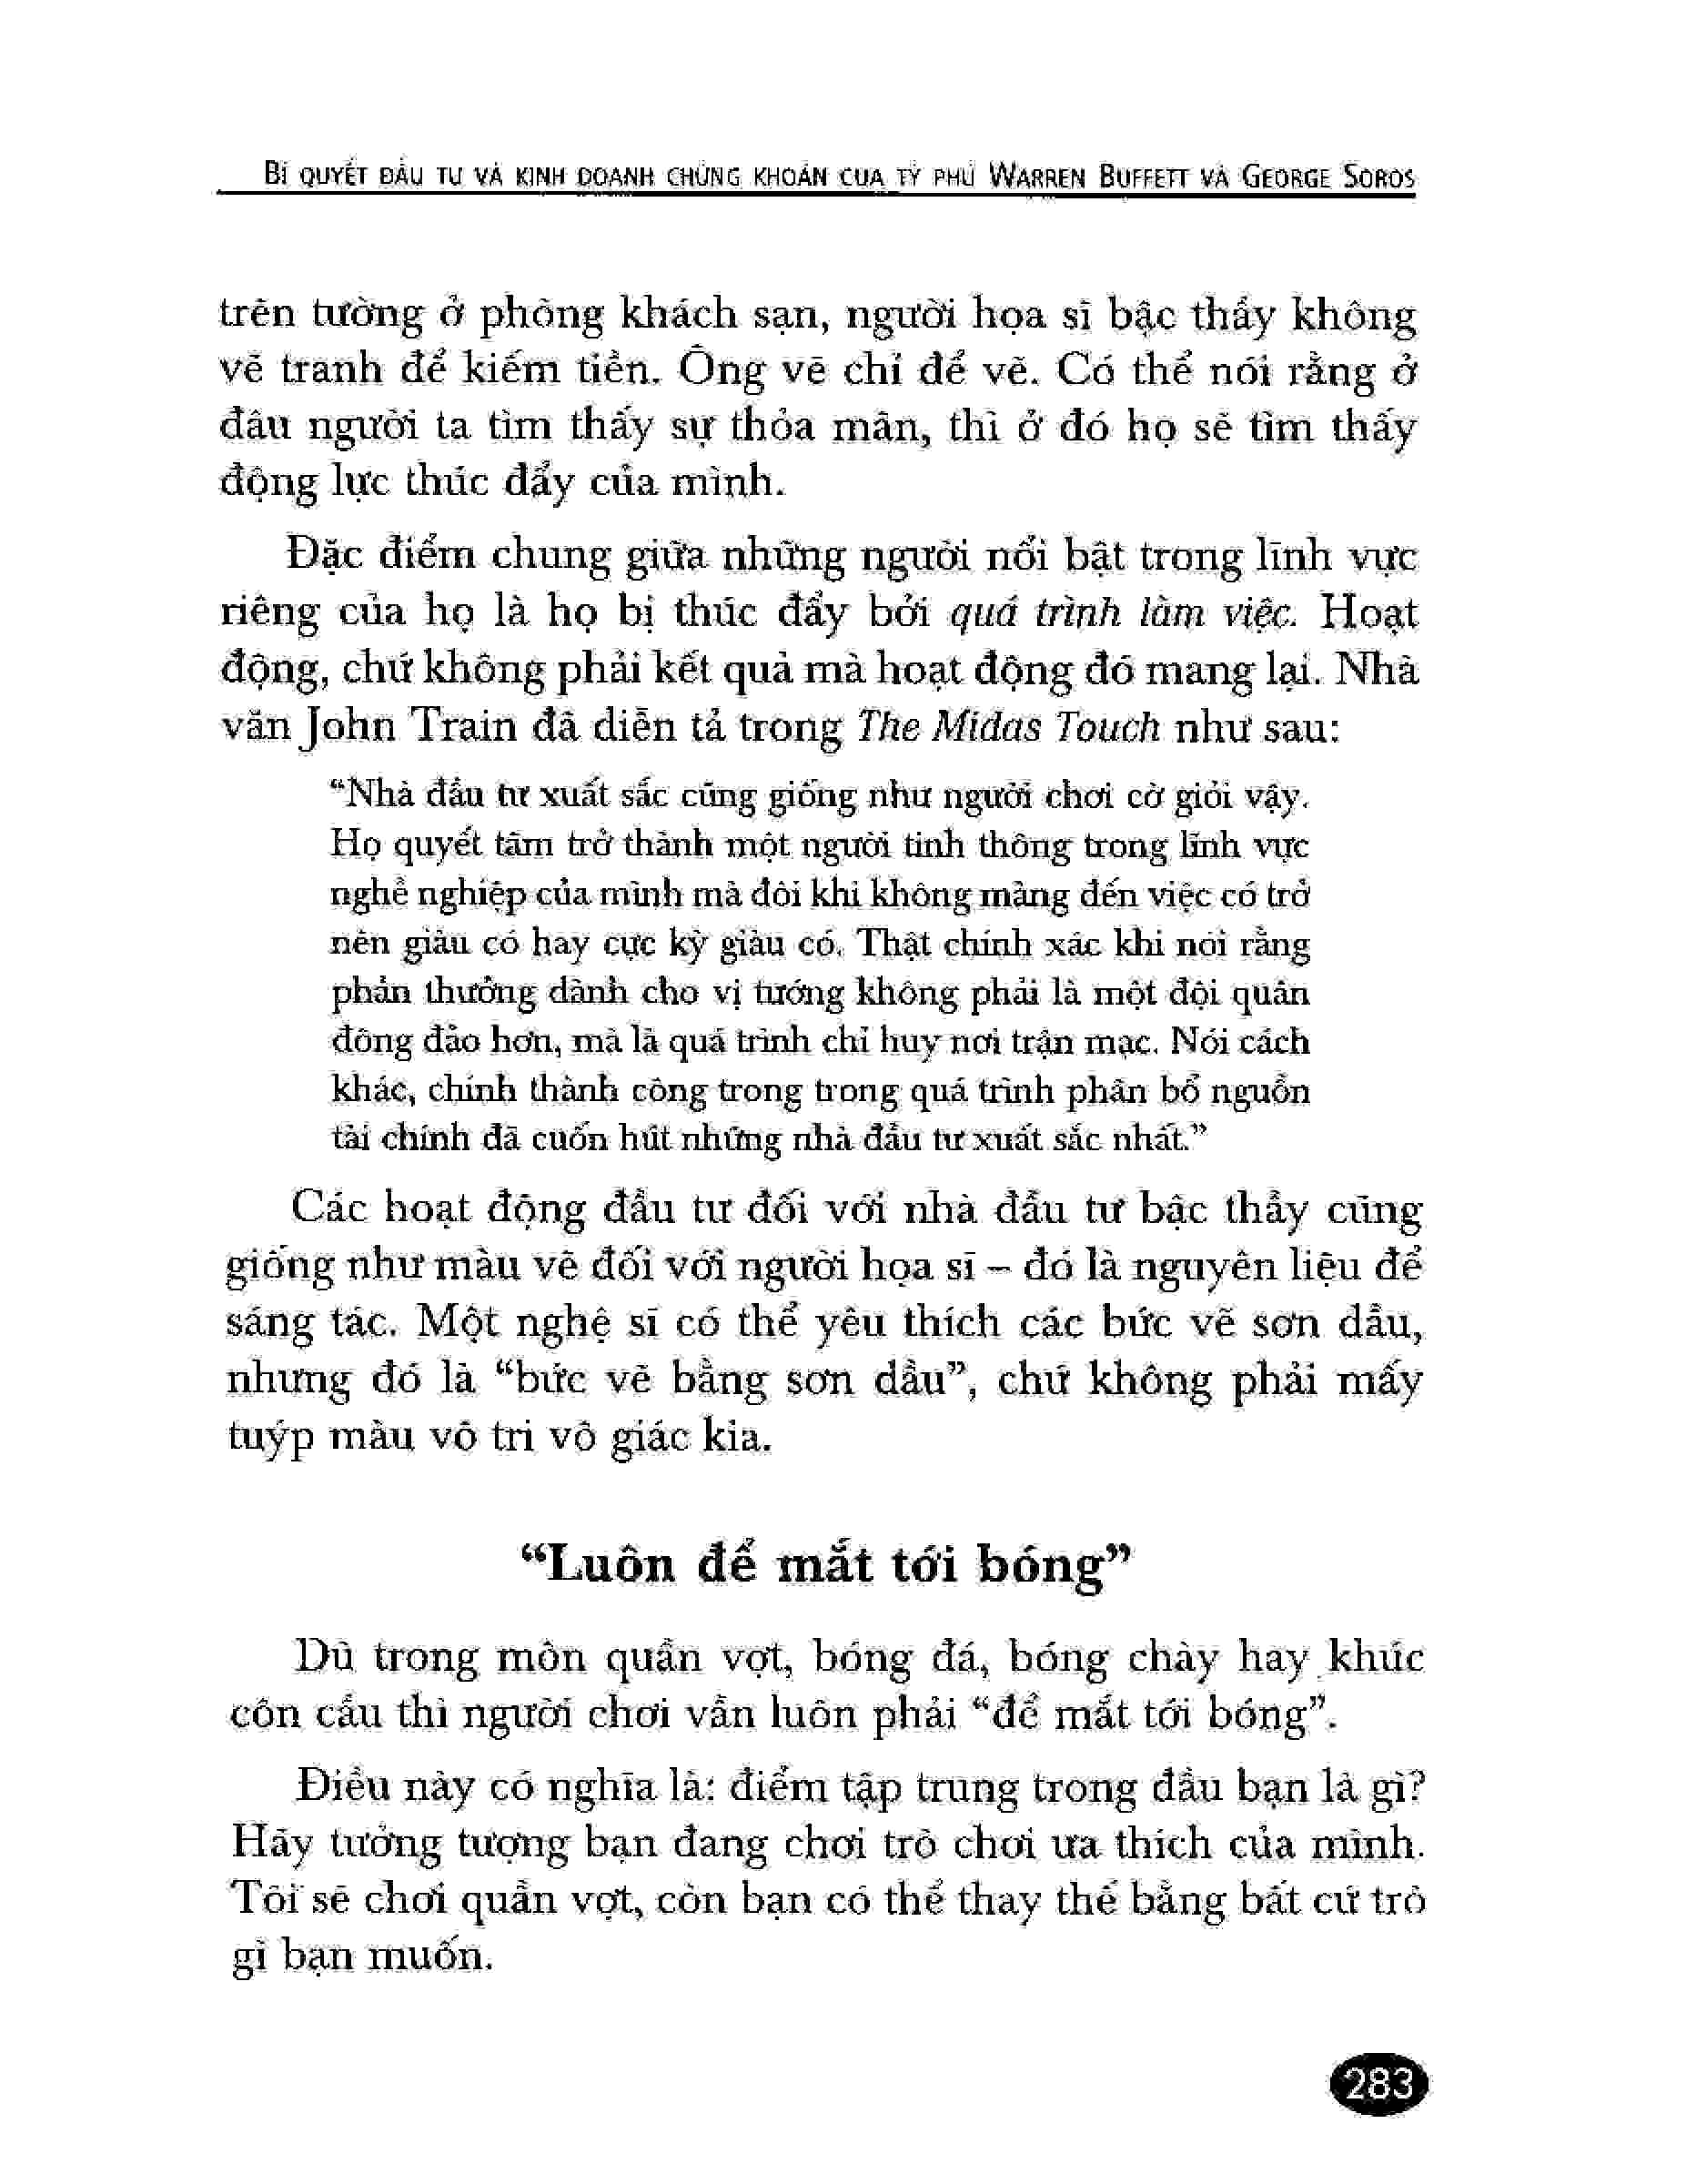 BÍ QUYẾT ĐẦU TƯ VÀ KINH DOANH CHỨNG KHOÁN CỦA TỶ PHÚ WARREN BUFFETT VÀ GEORGE SOROS
trên tường ở phòng khách sạn, người họa sĩ bậc thầy không
vẽ tranh để kiếm tiền. Ông vẽ chỉ để vẽ. Có thể nói rằng ở
đâu người ta tìm thấy sự thỏa mãn, thì ở đó họ sẽ tìm thấy
động lực thúc đẩy của mình.
Đặc điểm chung giữa những người nổi bật trong lĩnh vực
riêng của họ là họ bị thúc đẩy bởi quá trình làm việc. Hoạt
động, chứ không phải kết quả mà hoạt động đó mang lại. Nhà
văn John Train đã diễn tả trong The Midas Touch như sau:
“Nhà đầu tư xuất sắc cũng giống như người chơi cờ giỏi vậy.
Họ quyết tâm trở thành một người tinh thông trong lĩnh vực
nghề nghiệp của mình mà đôi khi không màng đến việc có trở
nên giàu có hay cực kỳ giàu có. Thật chính xác khi nói rằng
phần thưởng dành cho vị tướng không phải là một đội quân
đông đảo hơn, mà là quá trình chỉ huy nơi trận mạc. Nói cách
khác, chính thành công trong trong quá trình phân bổ nguồn
tài chính đã cuốn hút những nhà đầu tư xuất sắc nhất.”
Các hoạt động đầu tư đối với nhà đầu tư bậc thầy cũng
giống như màu vẽ đối với người họa sĩ – đó là nguyên liệu để
sáng tác. Một nghệ sĩ có thể yêu thích các bức vẽ sơn dầu,
nhưng đó là “bức vẽ bằng sơn dầu”, chứ không phải mấy
tuýp màu vô tri vô giác kia.
“Luôn để mắt tới bóng”
Dù trong môn quần vợt, bóng đá, bóng chày hay khúc
côn cầu thì người chơi vẫn luôn phải “để mắt tới bóng”.
Điều này có nghĩa là: điểm tập trung trong đầu bạn là gì?
Hãy tưởng tượng bạn đang chơi trò chơi ưa thích của mình.
Tôi sẽ chơi quần vợt, còn bạn có thể thay thế bằng bất cứ trò
gì bạn muốn.
283